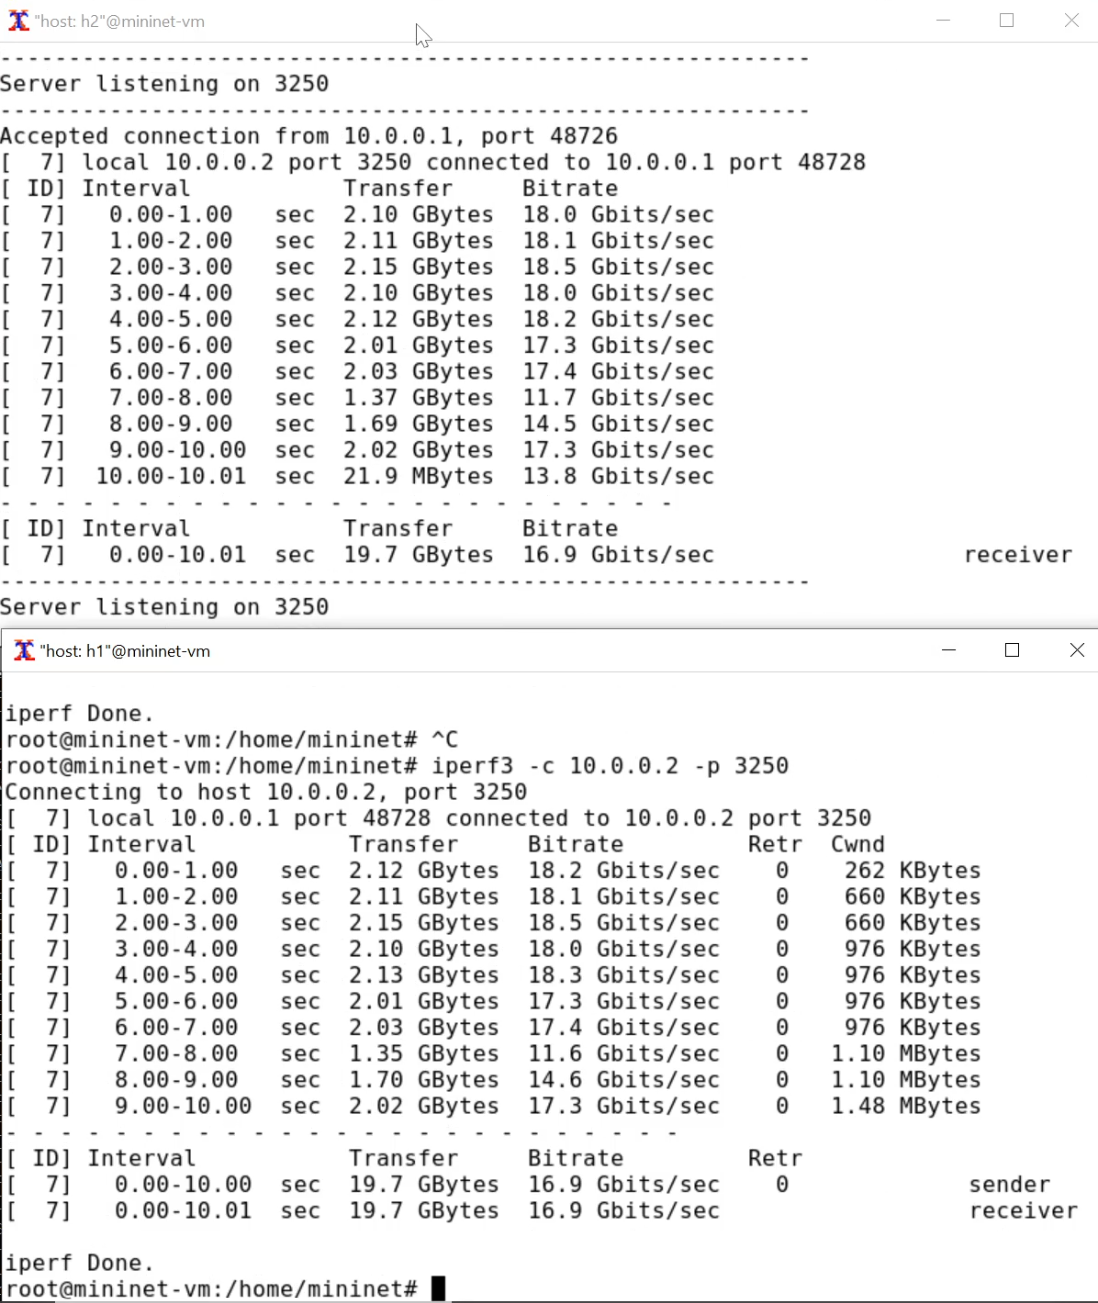 "host: h2"@mininet-vm
-----------------------------------------------------------
Server listening on 3250
-----------------------------------------------------------
Accepted connection from 10.0.0.1, port 48726
[  7] local 10.0.0.2 port 3250 connected to 10.0.0.1 port 48728
[ ID] Interval           Transfer     Bitrate
[  7]   0.00-1.00   sec  2.10 GBytes  18.0 Gbits/sec
[  7]   1.00-2.00   sec  2.11 GBytes  18.1 Gbits/sec
[  7]   2.00-3.00   sec  2.15 GBytes  18.5 Gbits/sec
[  7]   3.00-4.00   sec  2.10 GBytes  18.0 Gbits/sec
[  7]   4.00-5.00   sec  2.12 GBytes  18.2 Gbits/sec
[  7]   5.00-6.00   sec  2.01 GBytes  17.3 Gbits/sec
[  7]   6.00-7.00   sec  2.03 GBytes  17.4 Gbits/sec
[  7]   7.00-8.00   sec  1.37 GBytes  11.7 Gbits/sec
[  7]   8.00-9.00   sec  1.69 GBytes  14.5 Gbits/sec
[  7]   9.00-10.00  sec  2.02 GBytes  17.3 Gbits/sec
[  7]  10.00-10.01  sec  21.9 MBytes  13.8 Gbits/sec
- - - - - - - - - - - - - - - - - - - - - - - - -
[ ID] Interval           Transfer     Bitrate
[  7]   0.00-10.01  sec  19.7 GBytes  16.9 Gbits/sec                  receiver
-----------------------------------------------------------
Server listening on 3250
"host: h1"@mininet-vm
iperf Done.
root@mininet-vm:/home/mininet# ^C
root@mininet-vm:/home/mininet# iperf3 -c 10.0.0.2 -p 3250
Connecting to host 10.0.0.2, port 3250
[  7] local 10.0.0.1 port 48728 connected to 10.0.0.2 port 3250
[ ID] Interval           Transfer     Bitrate         Retr  Cwnd
[  7]   0.00-1.00   sec  2.12 GBytes  18.2 Gbits/sec    0    262 KBytes
[  7]   1.00-2.00   sec  2.11 GBytes  18.1 Gbits/sec    0    660 KBytes
[  7]   2.00-3.00   sec  2.15 GBytes  18.5 Gbits/sec    0    660 KBytes
[  7]   3.00-4.00   sec  2.10 GBytes  18.0 Gbits/sec    0    976 KBytes
[  7]   4.00-5.00   sec  2.13 GBytes  18.3 Gbits/sec    0    976 KBytes
[  7]   5.00-6.00   sec  2.01 GBytes  17.3 Gbits/sec    0    976 KBytes
[  7]   6.00-7.00   sec  2.03 GBytes  17.4 Gbits/sec    0    976 KBytes
[  7]   7.00-8.00   sec  1.35 GBytes  11.6 Gbits/sec    0   1.10 MBytes
[  7]   8.00-9.00   sec  1.70 GBytes  14.6 Gbits/sec    0   1.10 MBytes
[  7]   9.00-10.00  sec  2.02 GBytes  17.3 Gbits/sec    0   1.48 MBytes
- - - - - - - - - - - - - - - - - - - - - - - - -
[ ID] Interval           Transfer     Bitrate         Retr
[  7]   0.00-10.00  sec  19.7 GBytes  16.9 Gbits/sec    0             sender
[  7]   0.00-10.01  sec  19.7 GBytes  16.9 Gbits/sec                  receiver
iperf Done.
root@mininet-vm:/home/mininet#